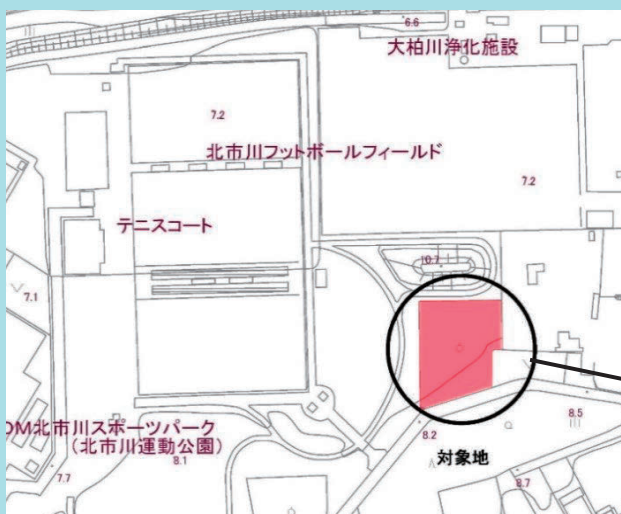 6.6
大柏川浄化施設
7.2
北市川フットボールフィールド
7.2
テニスコート
10.7
7.1
OM北市川スポーツパーク
（北市川運動公園）
8.1
7.7
8.2
対象地
8.5
8.7